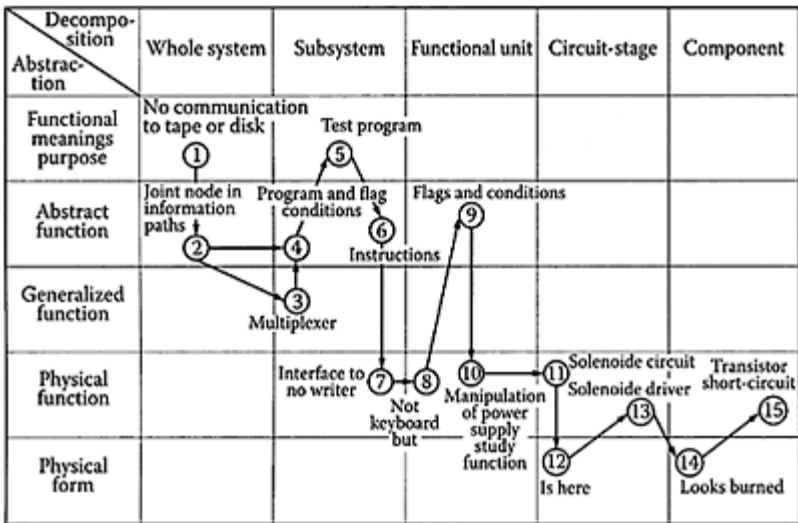 Decompo-
sition
Abstrac-
tion
Whole system
Subsystem
Functional unit
Circuit-stage
Component
Functional
meanings
purpose
No communication
to tape or disk
1
Test program
5
Abstract
function
Joint node in
information
paths
2
Program and flag
conditions
4
6
Instructions
Flags and conditions
9
Generalized
function
3
Multiplexer
Physical
function
Interface to
no writer
7
8
Not
keyboard
but
10
Manipulation
of power
supply
study
function
11
Solenoide circuit
Solenoide driver
13
Transistor
short-circuit
15
Physical
form
12
Is here
14
Looks burned